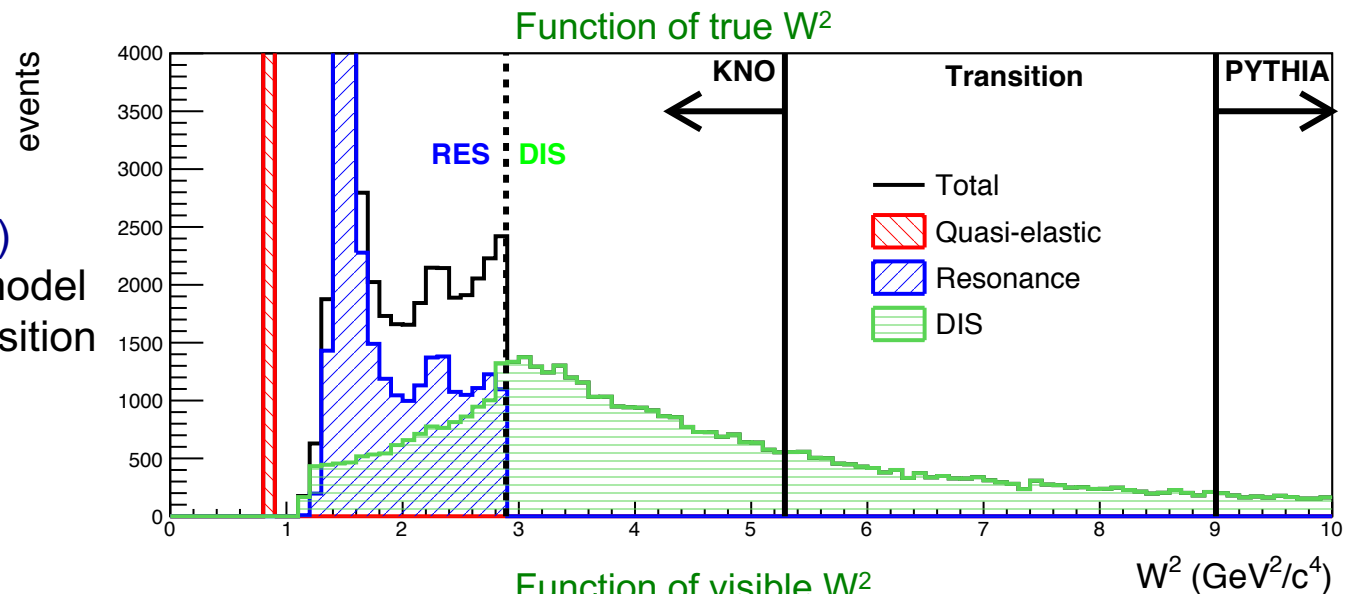 Function of true W²
events
4000
3500
3000
2500
2000
1500
1000
500
0
KNO
Transition
PYTHIA
RES DIS
Total
Quasi-elastic
Resonance
DIS
)
nodel
sition
0 1 2 3 4 5 6 7 8 9 10
W² (GeV²/c⁴)
Function of visible W²